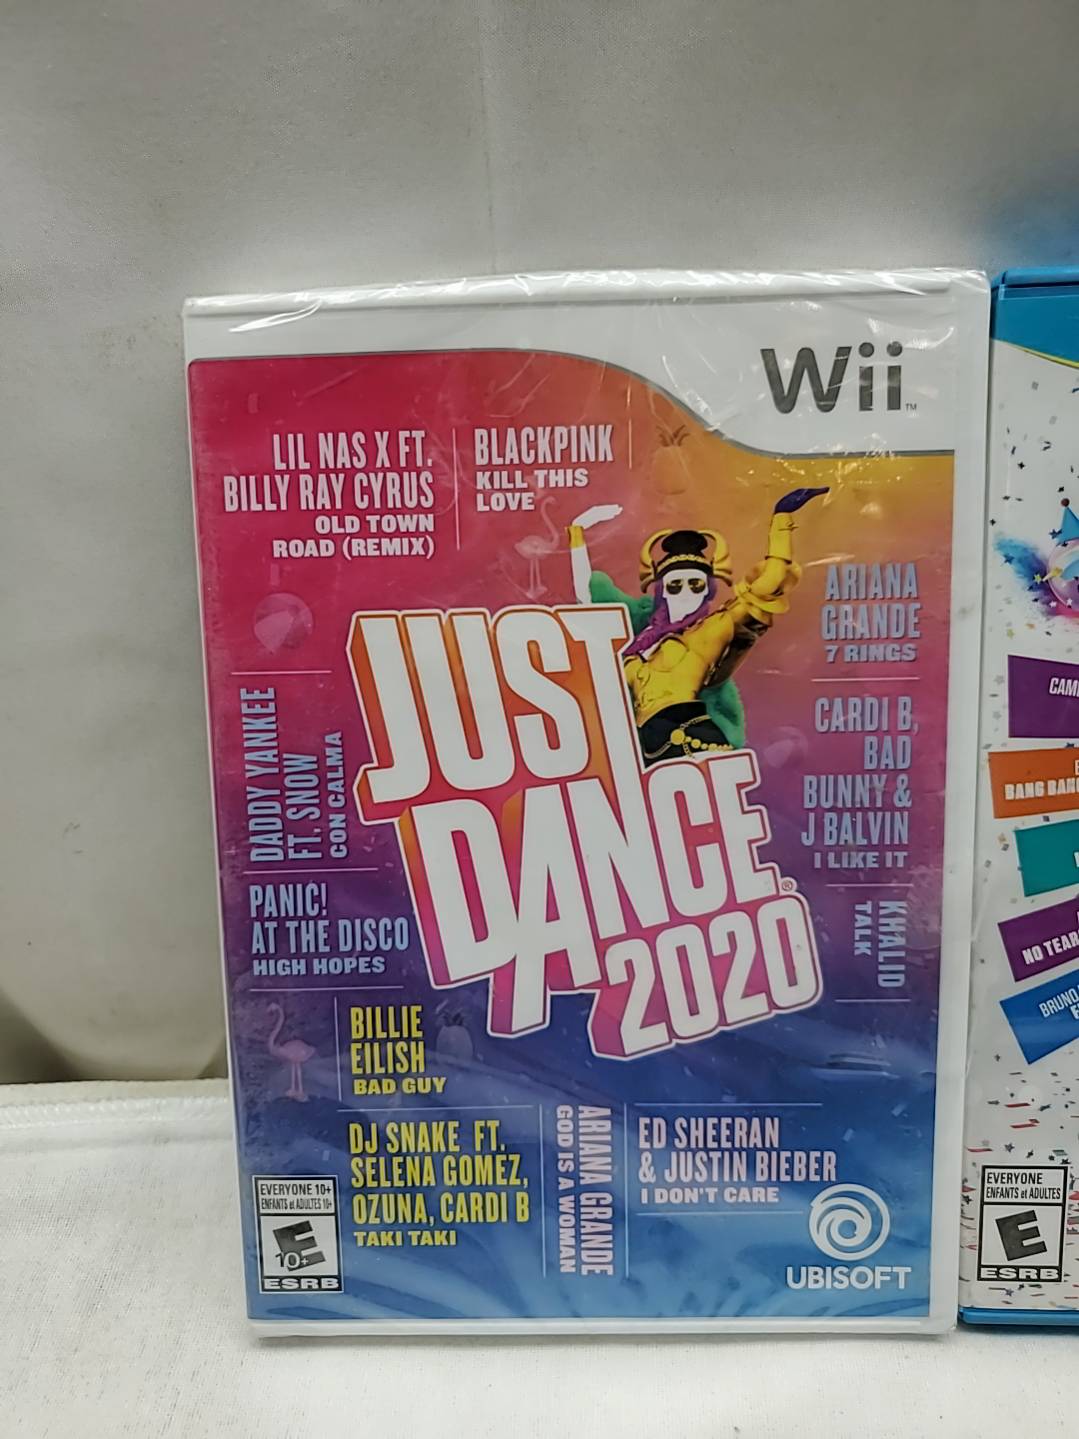 Wii™
LIL NAS X FT.
BILLY RAY CYRUS
OLD TOWN
ROAD (REMIX)
BLACKPINK
KILL THIS
LOVE
ARIANA
GRANDE
7 RINGS
JUST
DANCE®
2020
CARDI B,
BAD
BUNNY &
J BALVIN
I LIKE IT
DADDY YANKEE
FT. SNOW
CON CALMA
PANIC!
AT THE DISCO
HIGH HOPES
KHALID
TALK
BILLIE
EILISH
BAD GUY
DJ SNAKE FT.
SELENA GOMEZ,
OZUNA, CARDI B
TAKI TAKI
ARIANA GRANDE
GOD IS A WOMAN
ED SHEERAN
& JUSTIN BIEBER
I DON'T CARE
EVERYONE 10+
ENFANTS et ADULTES 10+
E
10+
ESRB
UBISOFT
BANG
NO
BRUNO
EVERYONE
ENFANTS et ADULTES
E
ESRB